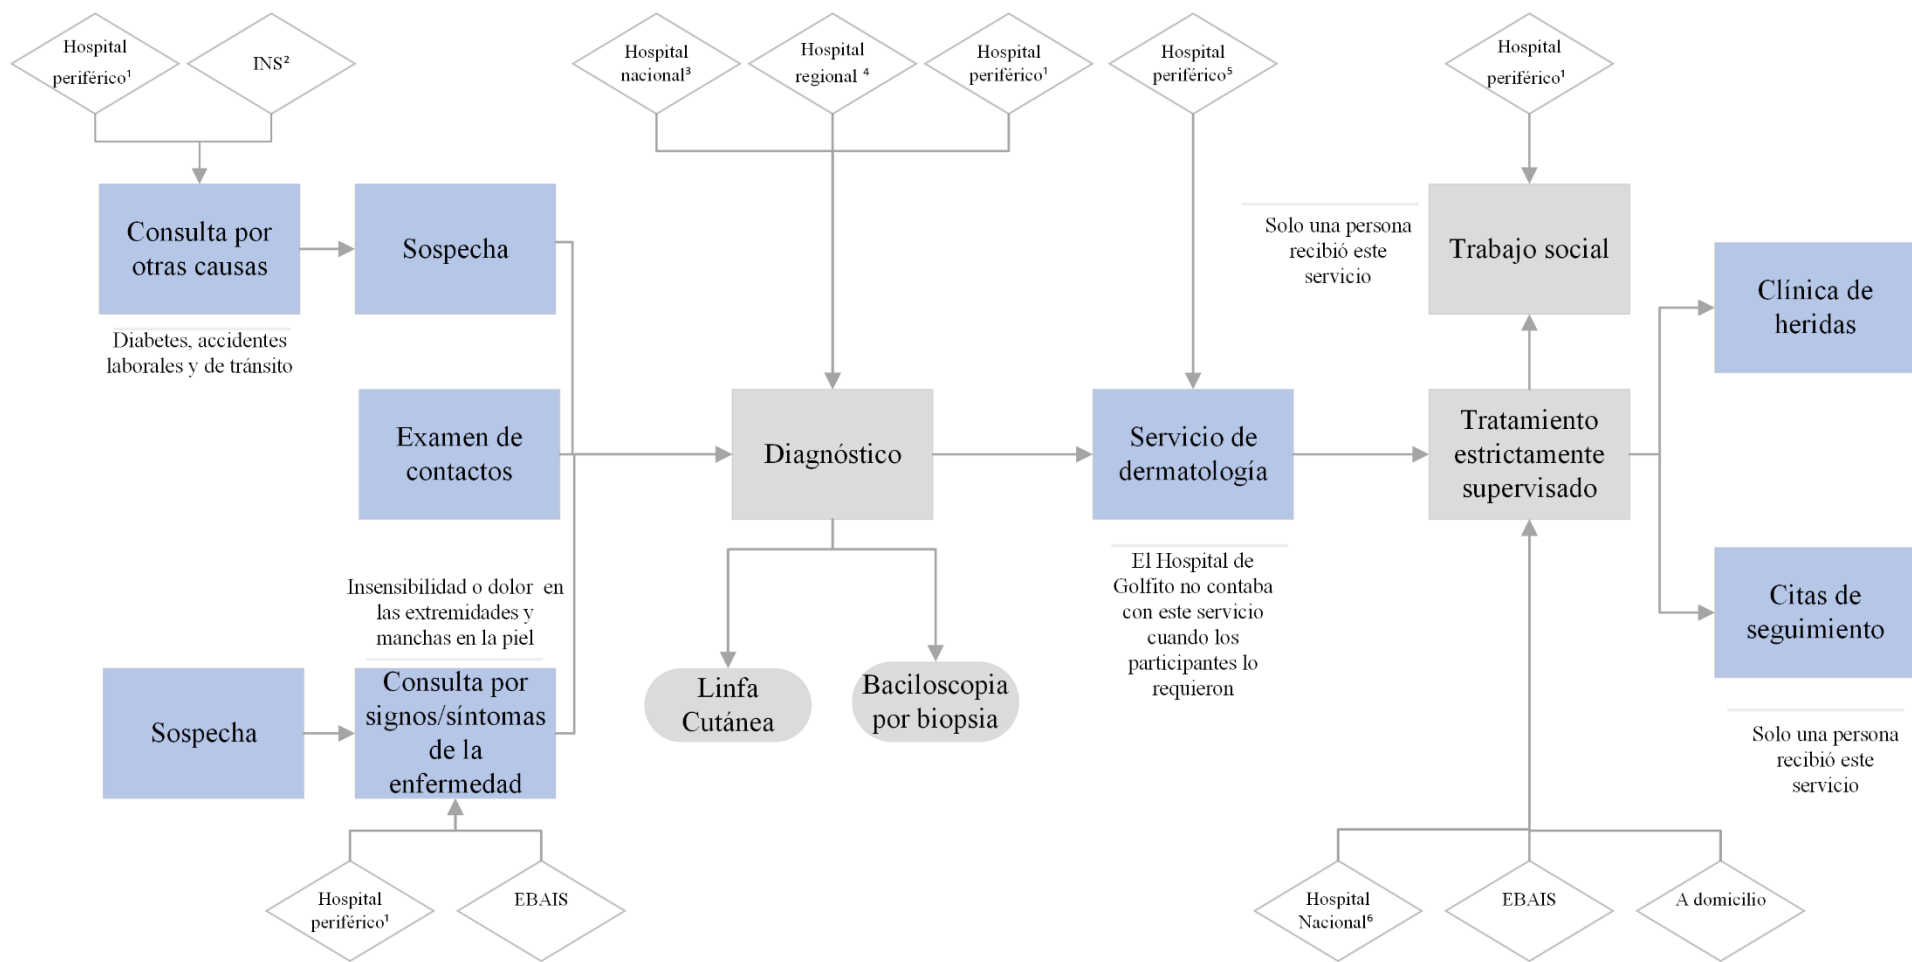 Hospital
periférico¹
INS²
Hospital
nacional³
Hospital
regional ⁴
Hospital
periférico¹
Hospital
periférico⁵
Hospital
periférico¹
Consulta por
otras causas
Sospecha
Diabetes, accidentes
laborales y de tránsito
Solo una persona
recibió este
servicio
Trabajo social
Clínica de
heridas
Examen de
contactos
Diagnóstico
Servicio de
dermatología
Tratamiento
estrictamente
supervisado
Insensibilidad o dolor en
las extremidades y
manchas en la piel
El Hospital de
Golfito no contaba
con este servicio
cuando los
participantes lo
requieron
Citas de
seguimiento
Sospecha
Consulta por
signos/síntomas
de la
enfermedad
Linfa
Cutánea
Baciloscopia
por biopsia
Solo una persona
recibió este
servicio
Hospital
periférico¹
EBAIS
Hospital
Nacional⁶
EBAIS
A domicilio